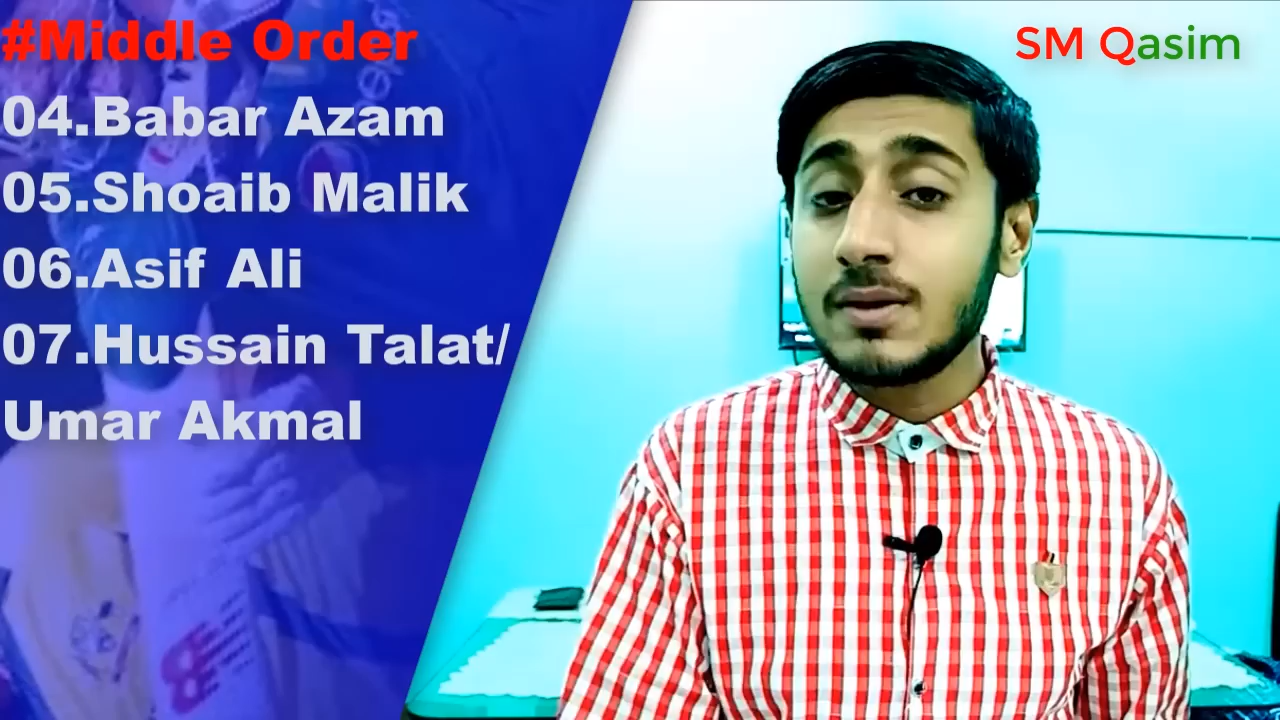 #Middle Order
SM Qasim
04.Babar Azam
05.Shoaib Malik
06.Asif Ali
07.Hussain Talat/
Umar Akmal